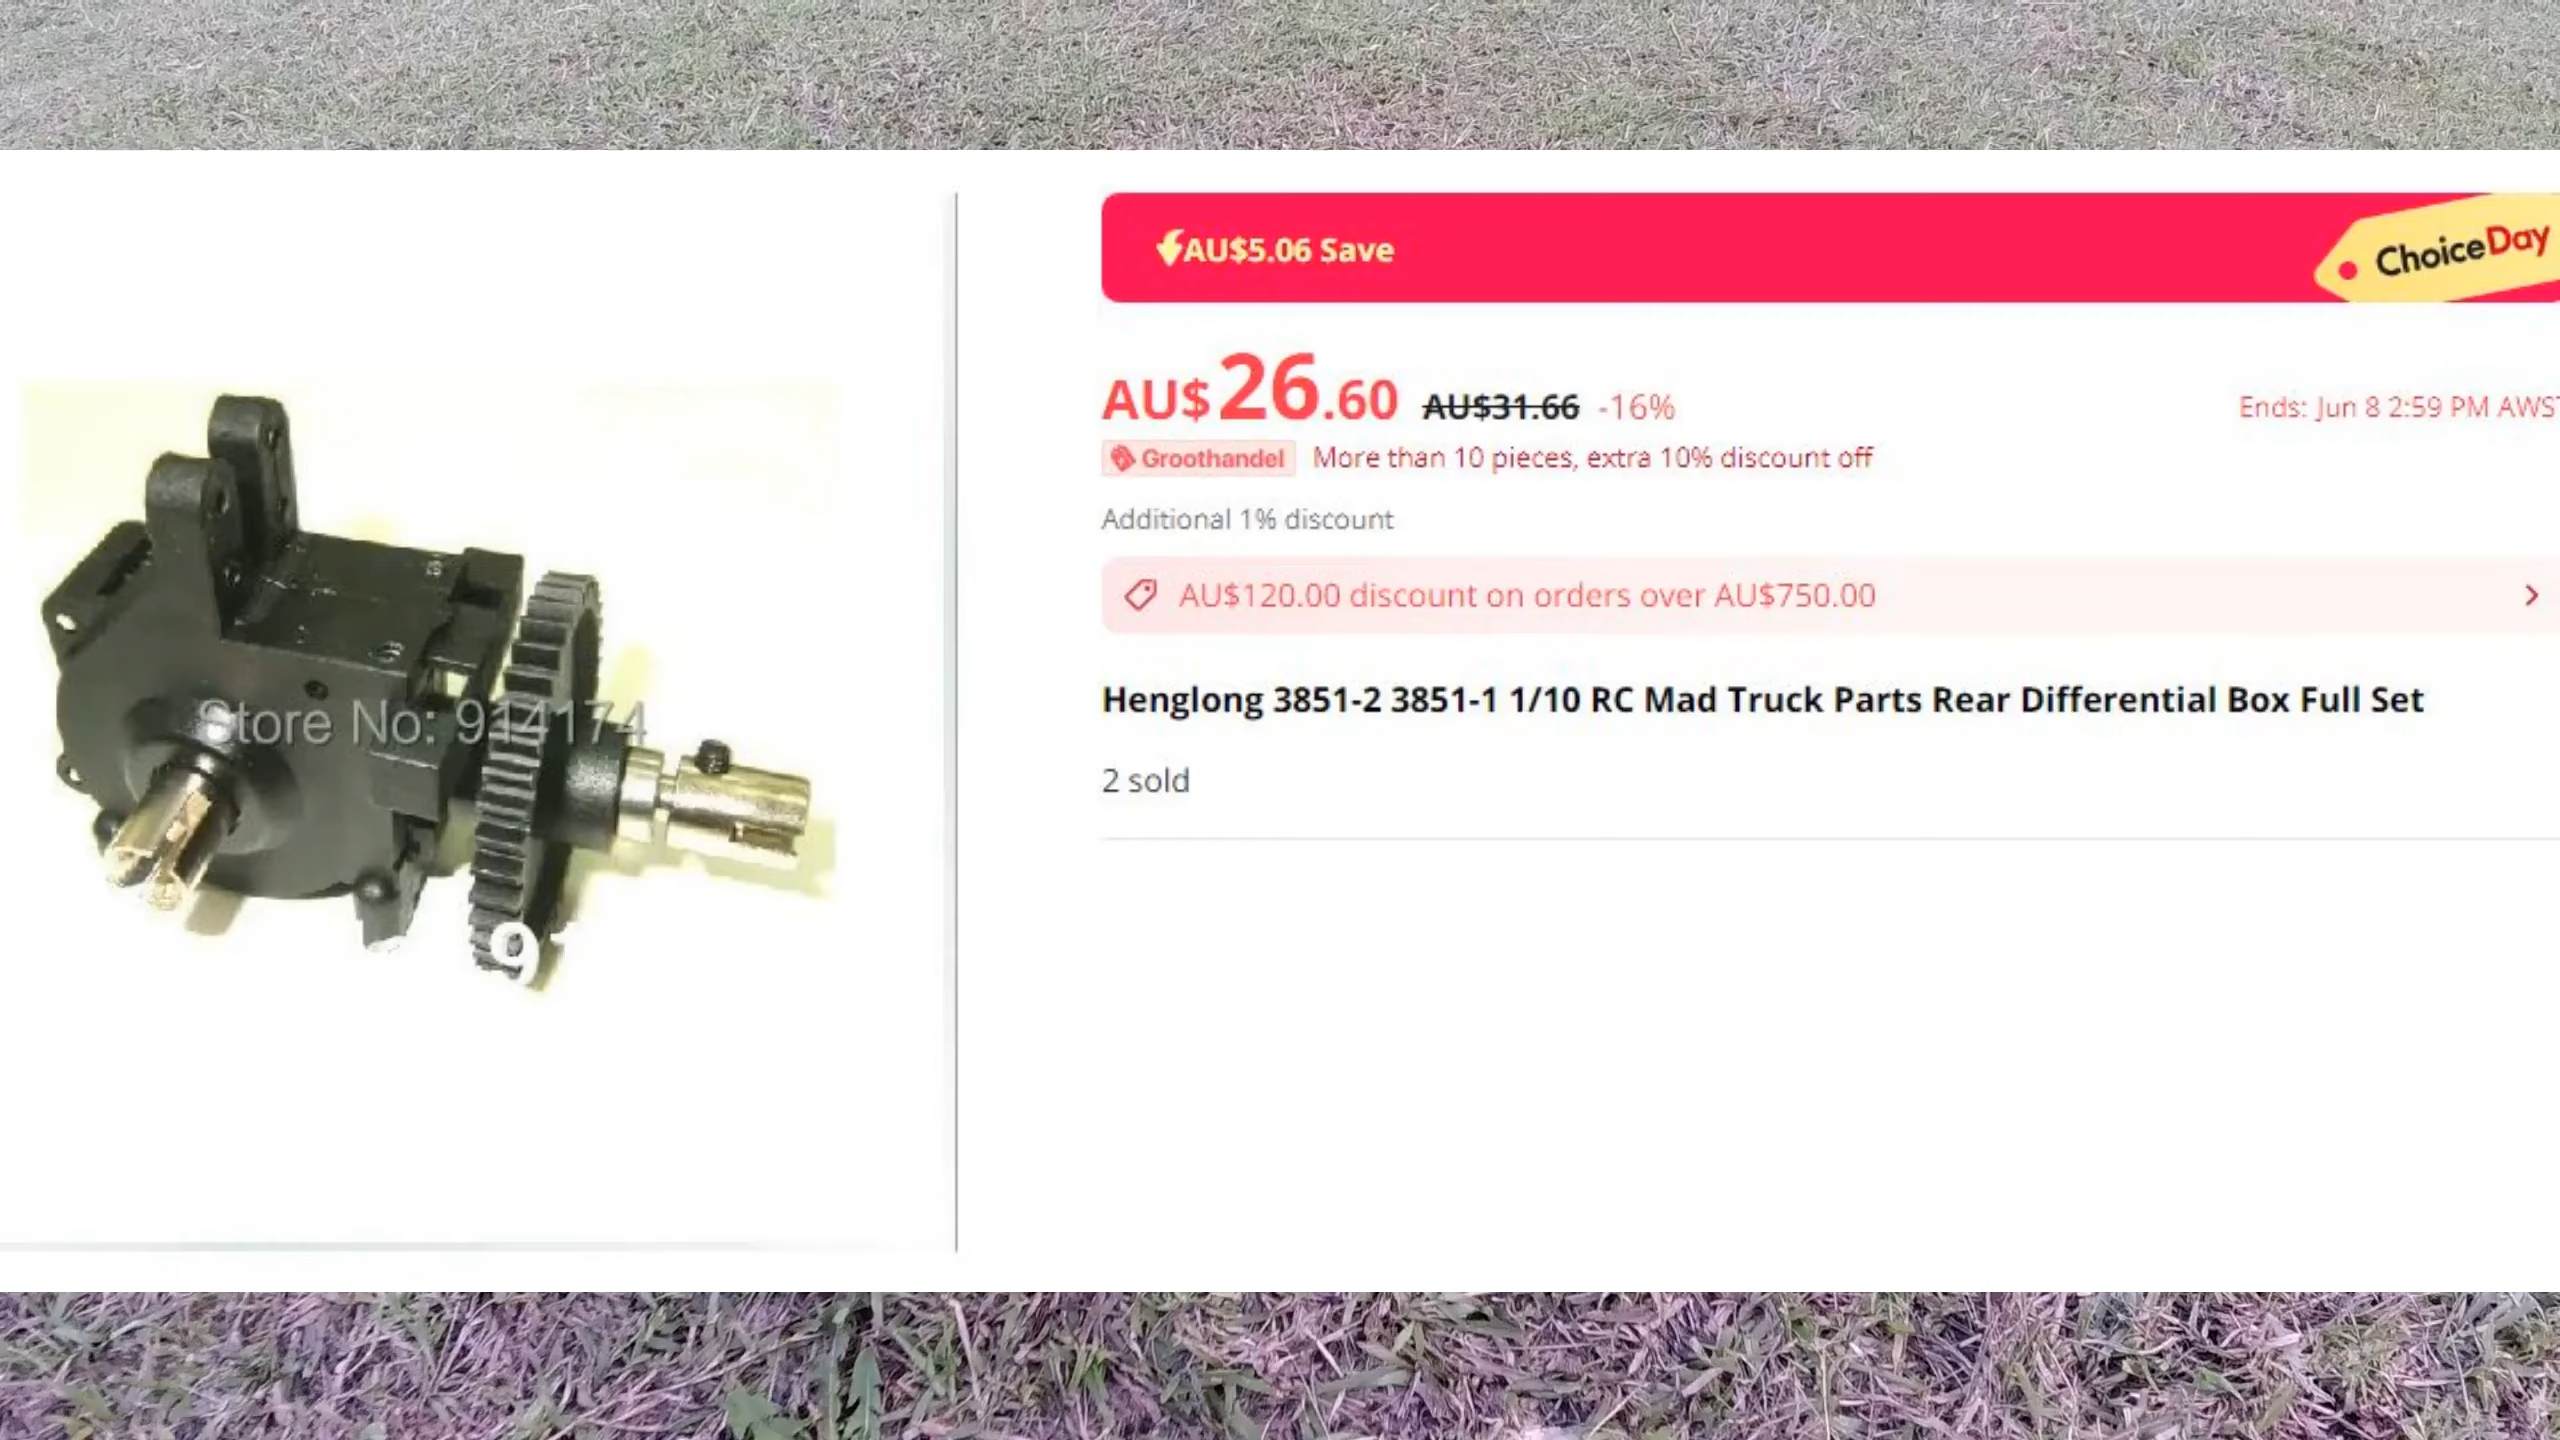 AU$5.06 Save
ChoiceDay
AU$26.60 AU$31.66 -16%
Ends: Jun 8 2:59 PM AWST
Groothandel More than 10 pieces, extra 10% discount off
Additional 1% discount
AU$120.00 discount on orders over AU$750.00
Henglong 3851-2 3851-1 1/10 RC Mad Truck Parts Rear Differential Box Full Set
2 sold
Store No: 914174
9